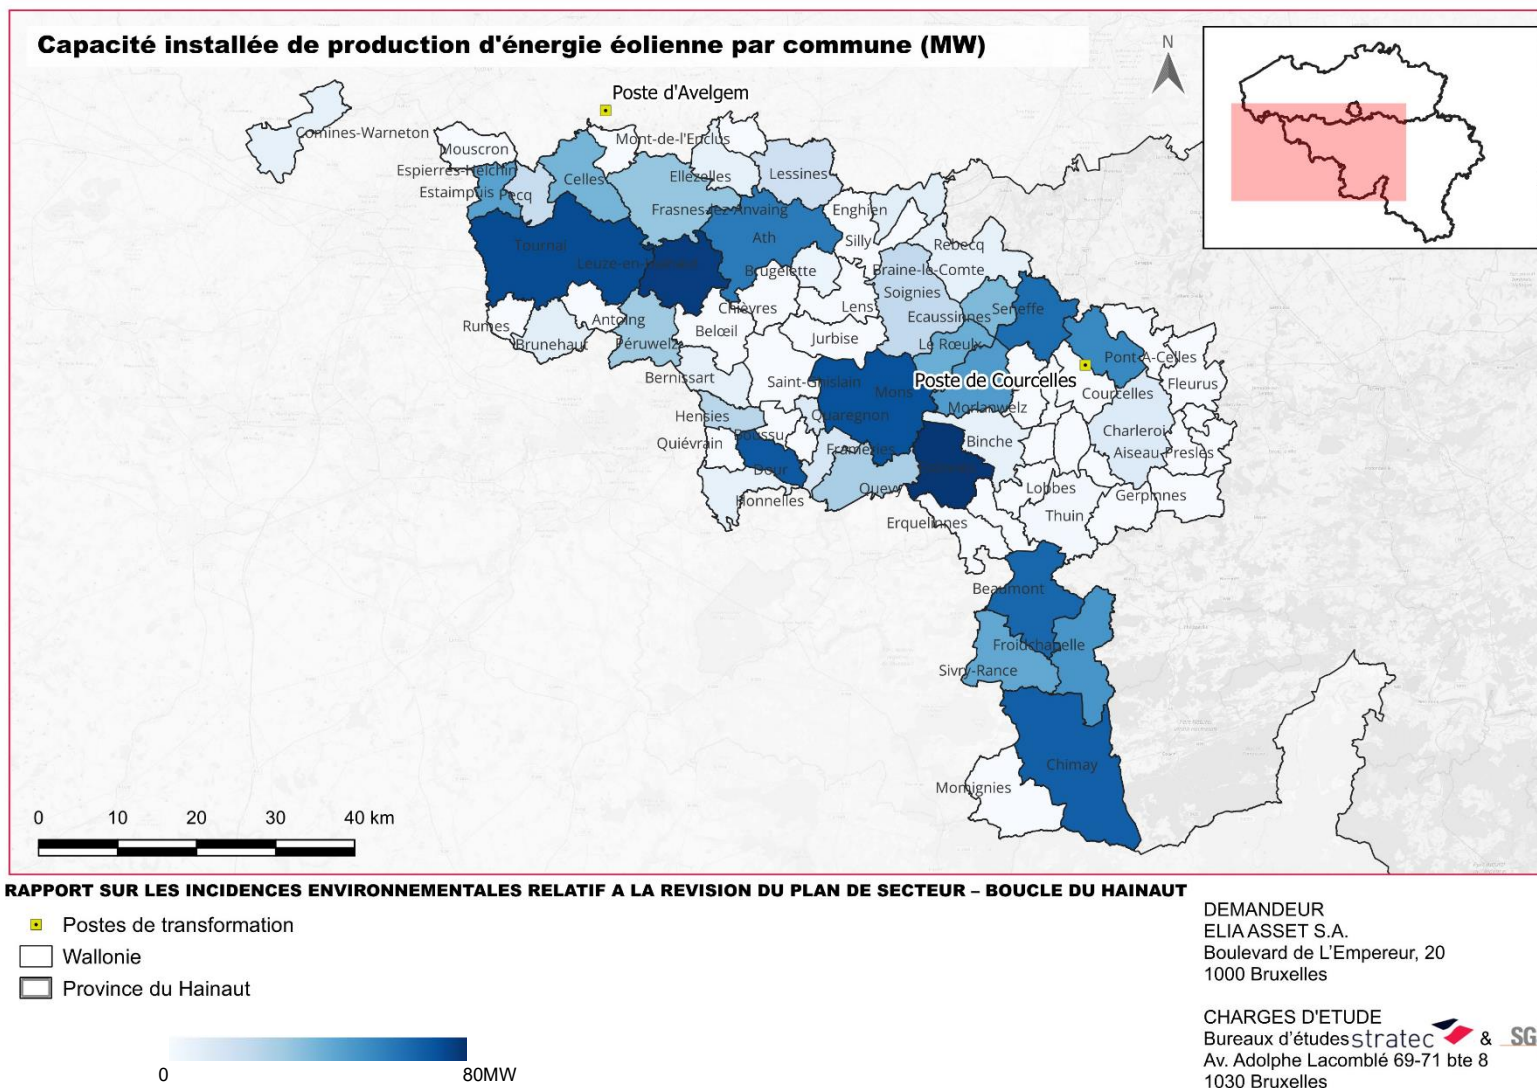 Capacité installée de production d'énergie éolienne par commune (MW)
N
Poste d'Avelgem
Comines-Warneton
Mouscron
Mont-de-l'Enclus
Espierres-Helchin
Celles
Ellezelles
Lessines
Estaimpuis
Pecq
Frasnes-lez-Anvaing
Enghien
Tournai
Ath
Silly
Rebecq
Brugelette
Braine-le-Comte
Soignies
Chièvres
Lens
Ecaussinnes
Seneffe
Rumes
Antoing
Belœil
Jurbise
Brunehaut
Péruwelz
Le Rœulx
Pont-A-Celles
Bernissart
Saint-Ghislain
Mons
Poste de Courcelles
Courcelles
Fleurus
Hensies
Quaregnon
Morlanwelz
Charleroi
Quiévrain
Boussu
Frameries
Binche
Aiseau-Presles
Dour
Quevy
Lobbes
Gerpinnes
Honnelles
Erquelinnes
Thuin
Beaumont
Froidchapelle
Sivry-Rance
Chimay
Momignies
0 10 20 30 40 km
RAPPORT SUR LES INCIDENCES ENVIRONNEMENTALES RELATIF A LA REVISION DU PLAN DE SECTEUR – BOUCLE DU HAINAUT
Postes de transformation
Wallonie
Province du Hainaut
0 80MW
DEMANDEUR
ELIA ASSET S.A.
Boulevard de L'Empereur, 20
1000 Bruxelles
CHARGES D'ETUDE
Bureaux d'études stratec & SG
Av. Adolphe Lacomblé 69-71 bte 8
1030 Bruxelles